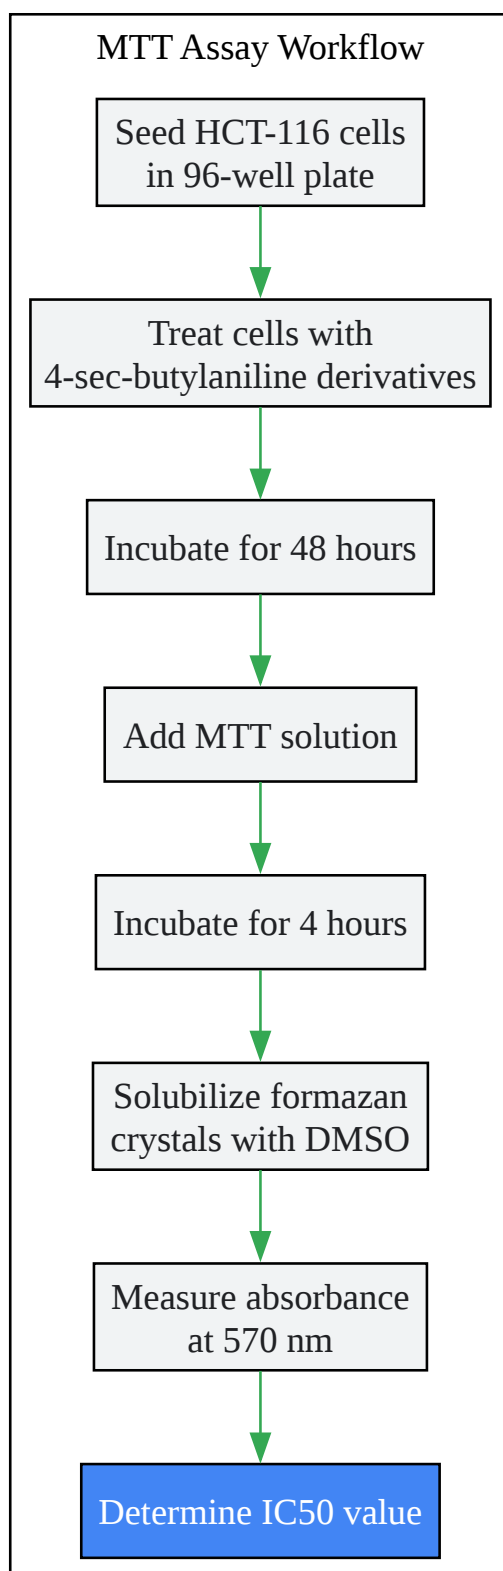 MTT Assay Workflow
Seed HCT-116 cells
in 96-well plate
Treat cells with
4-sec-butylaniline derivatives
Incubate for 48 hours
Add MTT solution
Incubate for 4 hours
Solubilize formazan
crystals with DMSO
Measure absorbance
at 570 nm
Determine IC50 value